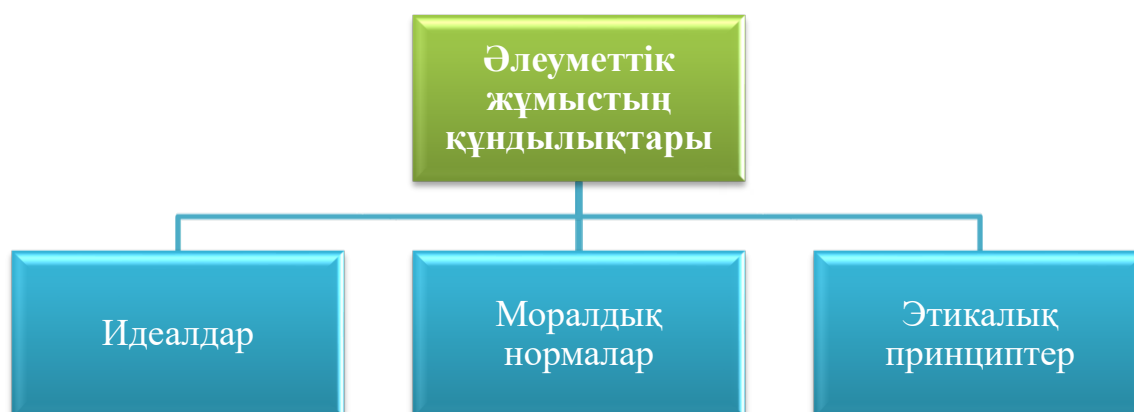 Әлеуметтік
жұмыстың
құндылықтары
Идеалдар
Моралдық
нормалар
Этикалық
принциптер